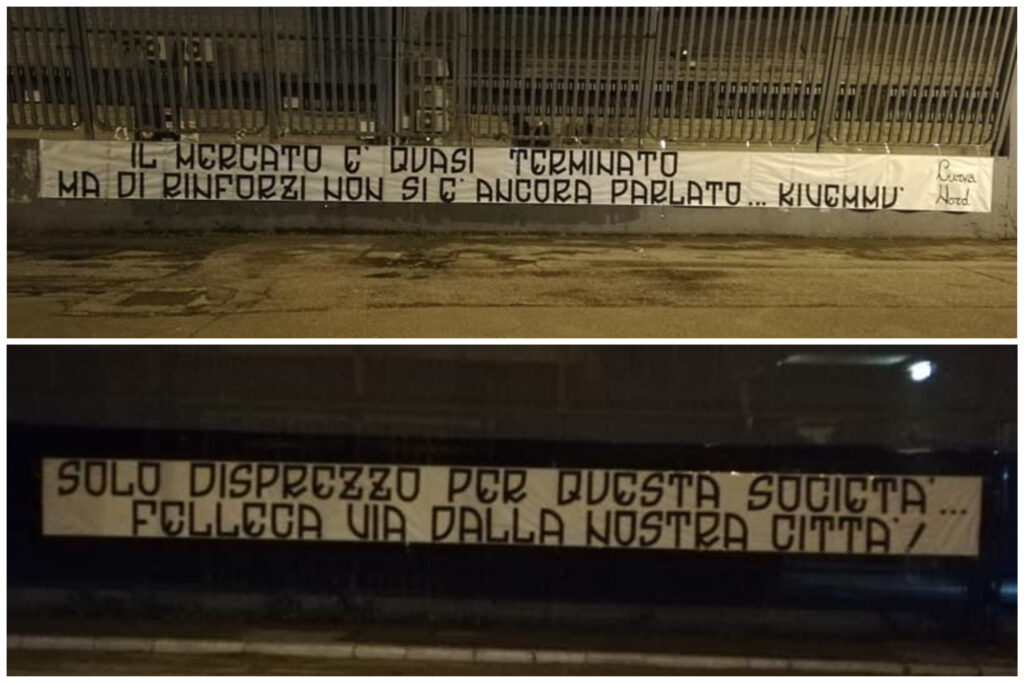 IL MERCATO E' QUASI TERMINATO
MA DI RINFORZI NON SI E' ANCORA PARLATO... KIVEMMU'
Curva
Nord
SOLO DISPREZZO PER QUESTA SOCIETA'...
FELLECA VIA DALLA NOSTRA CITTA'!